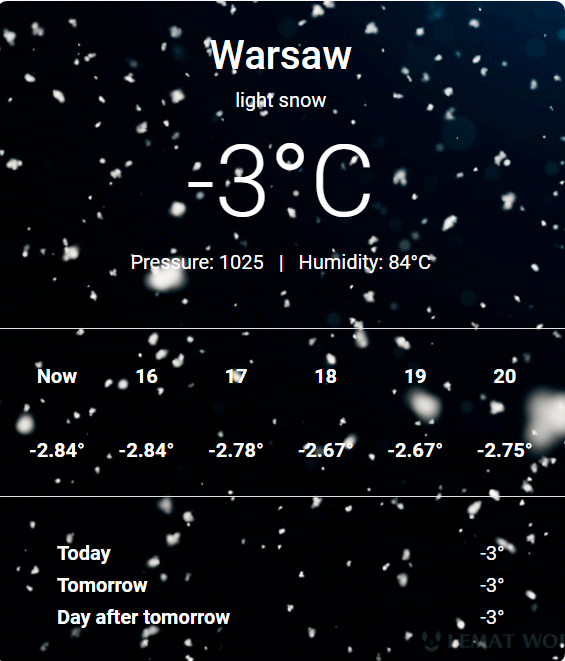 Warsaw
light snow
-3°C
Pressure: 1025 | Humidity: 84°C
Now 16 17 18 19 20
-2.84° -2.84° -2.78° -2.67° -2.67° -2.75°
Today -3°
Tomorrow -3°
Day after tomorrow -3°
LEMAT WO